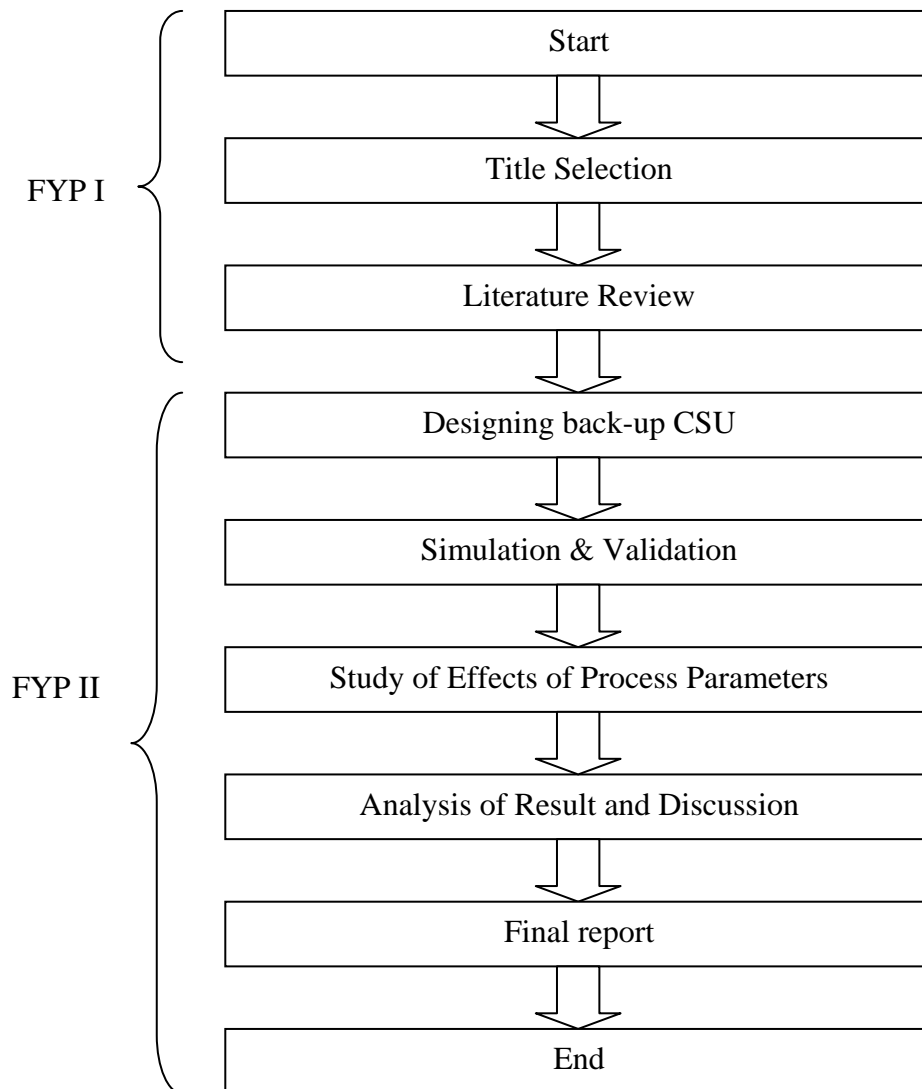 Start
Title Selection
FYP I
Literature Review
Designing back-up CSU
Simulation & Validation
Study of Effects of Process Parameters
FYP II
Analysis of Result and Discussion
Final report
End